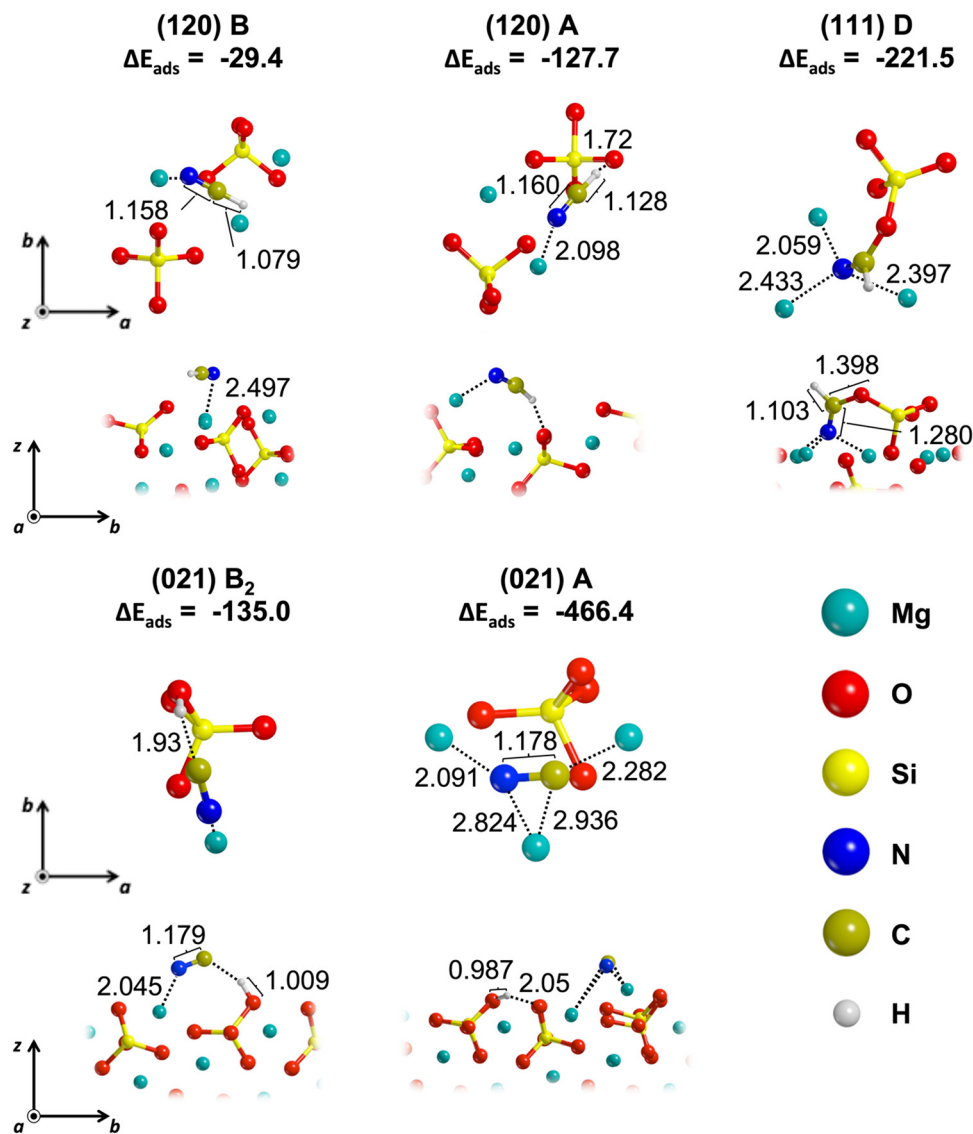 (120) B
ΔEads = -29.4
(120) A
ΔEads = -127.7
(111) D
ΔEads = -221.5
1.158
1.079
b
z
a
1.72
1.160
1.128
2.098
2.059
2.433
2.397
2.497
z
a
b
1.398
1.103
1.280
(021) B2
ΔEads = -135.0
(021) A
ΔEads = -466.4
1.93
b
z
a
1.178
2.091
2.282
2.824
2.936
1.179
2.045
1.009
z
a
b
0.987
2.05
Mg
O
Si
N
C
H